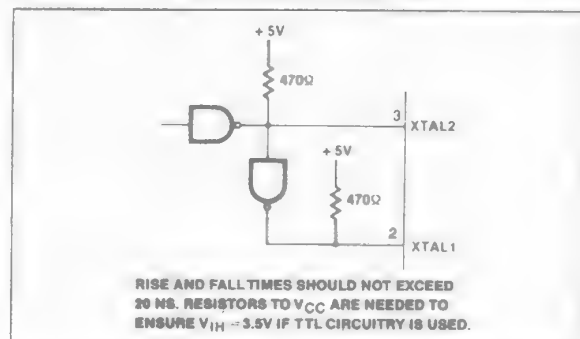 + 5V
470Ω
3
XTAL2
+ 5V
470Ω
2
XTAL1
RISE AND FALL TIMES SHOULD NOT EXCEED
20 NS. RESISTORS TO VCC ARE NEEDED TO
ENSURE VIH = 3.5V IF TTL CIRCUITRY IS USED.